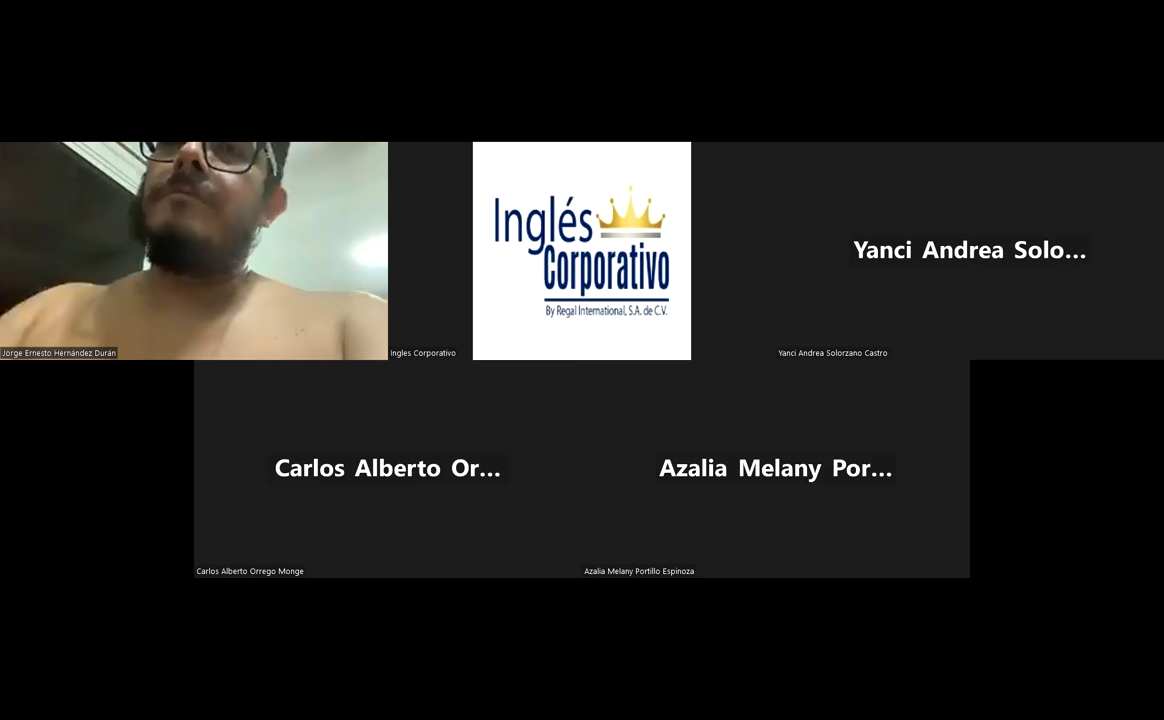 Inglés
Corporativo
By Regal International, S.A. de C.V.
Yanci Andrea Solo...
Jorge Ernesto Hernández Durán
Ingles Corporativo
Yanci Andrea Solorzano Castro
Carlos Alberto Or...
Azalia Melany Por...
Carlos Alberto Orrego Monge
Azalia Melany Portillo Espinoza